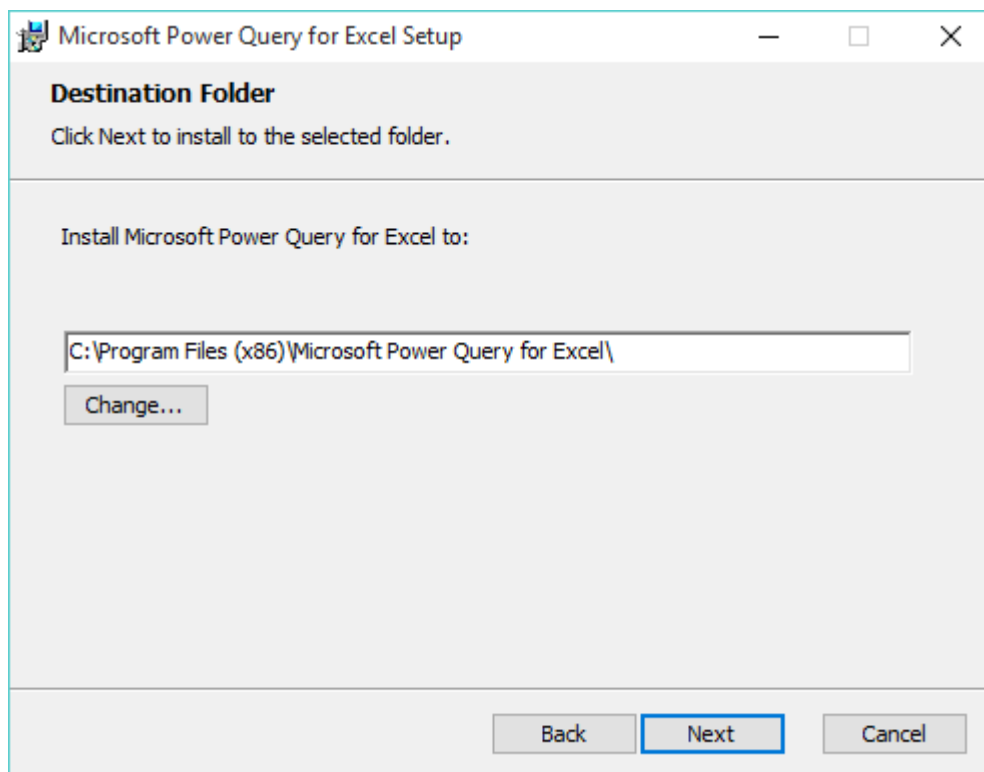 Microsoft Power Query for Excel Setup
Destination Folder
Click Next to install to the selected folder.
Install Microsoft Power Query for Excel to:
C:\Program Files (x86)\Microsoft Power Query for Excel\
Change...
Back Next Cancel